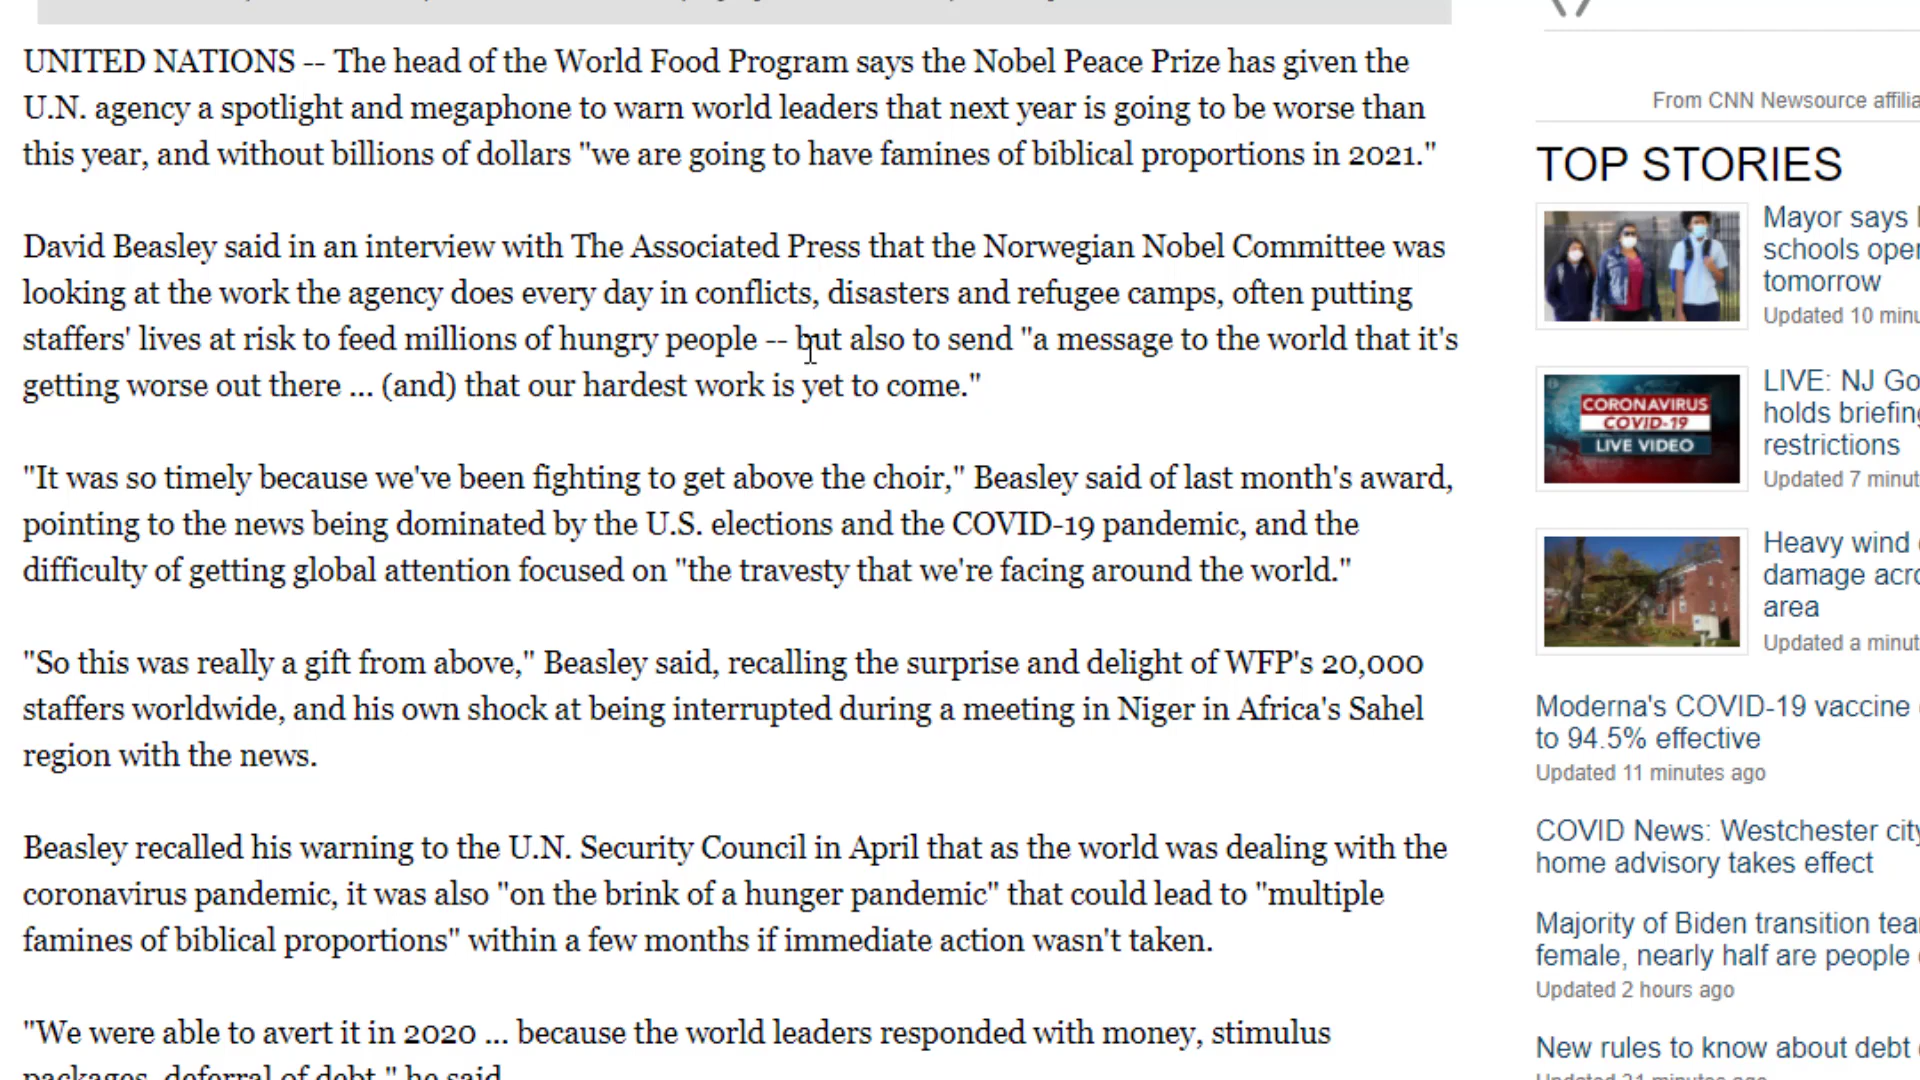 UNITED NATIONS -- The head of the World Food Program says the Nobel Peace Prize has given the
U.N. agency a spotlight and megaphone to warn world leaders that next year is going to be worse than
this year, and without billions of dollars "we are going to have famines of biblical proportions in 2021."
David Beasley said in an interview with The Associated Press that the Norwegian Nobel Committee was
looking at the work the agency does every day in conflicts, disasters and refugee camps, often putting
staffers' lives at risk to feed millions of hungry people -- but also to send "a message to the world that it's
getting worse out there ... (and) that our hardest work is yet to come."
"It was so timely because we've been fighting to get above the choir," Beasley said of last month's award,
pointing to the news being dominated by the U.S. elections and the COVID-19 pandemic, and the
difficulty of getting global attention focused on "the travesty that we're facing around the world."
"So this was really a gift from above," Beasley said, recalling the surprise and delight of WFP's 20,000
staffers worldwide, and his own shock at being interrupted during a meeting in Niger in Africa's Sahel
region with the news.
Beasley recalled his warning to the U.N. Security Council in April that as the world was dealing with the
coronavirus pandemic, it was also "on the brink of a hunger pandemic" that could lead to "multiple
famines of biblical proportions" within a few months if immediate action wasn't taken.
"We were able to avert it in 2020 ... because the world leaders responded with money, stimulus
packages, deferral of debt," he said.
From CNN Newsource
TOP STORIES
Mayor says
schools
tomorrow
Updated 10
CORONAVIRUS
COVID-19
LIVE VIDEO
LIVE: NJ
holds
restrictions
Updated 7
Heavy wind
damage
area
Updated a
Moderna's COVID-19 vaccine
to 94.5% effective
Updated 11 minutes ago
COVID News: Westchester
home advisory takes effect
Majority of Biden transition
female, nearly half are people
Updated 2 hours ago
New rules to know about debt